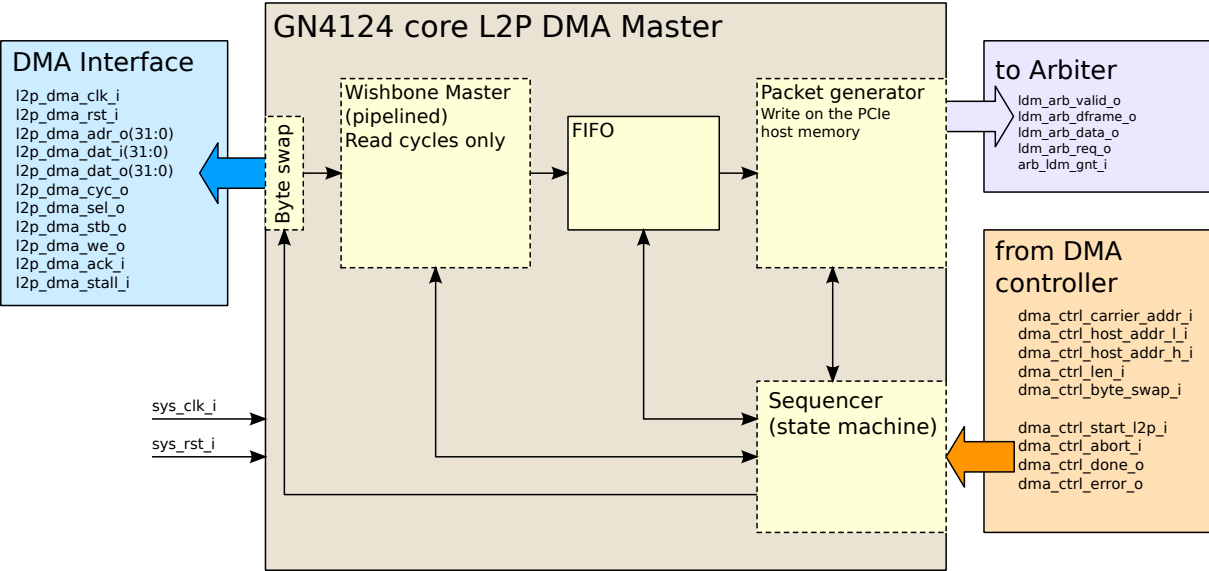 GN4124 core L2P DMA Master
DMA Interface
l2p_dma_clk_i
l2p_dma_rst_i
l2p_dma_adr_o(31:0)
l2p_dma_dat_i(31:0)
l2p_dma_dat_o(31:0)
l2p_dma_cyc_o
l2p_dma_sel_o
l2p_dma_stb_o
l2p_dma_we_o
l2p_dma_ack_i
l2p_dma_stall_i
Byte swap
Wishbone Master
(pipelined)
Read cycles only
FIFO
Packet generator
Write on the PCIe
host memory
to Arbiter
ldm_arb_valid_o
ldm_arb_dframe_o
ldm_arb_data_o
ldm_arb_req_o
arb_ldm_gnt_i
from DMA
controller
dma_ctrl_carrier_addr_i
dma_ctrl_host_addr_l_i
dma_ctrl_host_addr_h_i
dma_ctrl_len_i
dma_ctrl_byte_swap_i
dma_ctrl_start_l2p_i
dma_ctrl_abort_i
dma_ctrl_done_o
dma_ctrl_error_o
Sequencer
(state machine)
sys_clk_i
sys_rst_i